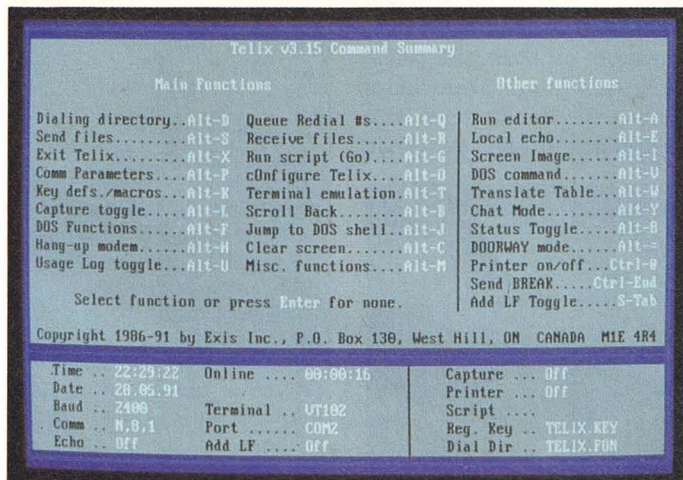 Telix v3.15 Command Summary
Main Functions Other functions
Dialing directory..Alt-D Queue Redial #s....Alt-Q Run editor........Alt-A
Send files.........Alt-S Receive files......Alt-R Local echo........Alt-E
Exit Telix.........Alt-X Run script (Go)....Alt-G Screen Image......Alt-I
Comm Parameters....Alt-P cOnfigure Telix....Alt-O DOS command.......Alt-V
Key defs./macros...Alt-K Terminal emulation.Alt-T Translate Table...Alt-W
Capture toggle.....Alt-L Scroll Back........Alt-B Chat Mode.........Alt-Y
DOS Functions......Alt-F Jump to DOS shell..Alt-J Status Toggle.....Alt-8
Hang-up modem......Alt-H Clear screen.......Alt-C DOORWAY mode......Alt-=
Usage Log toggle...Alt-U Misc. functions....Alt-M Printer on/off...Ctrl-@
Send BREAK.....Ctrl-End
Select function or press Enter for none. Add LF Toggle.....S-Tab
Copyright 1986-91 by Exis Inc., P.O. Box 130, West Hill, ON CANADA M1E 4R4
Time .. 22:29:22 Online .... 00:00:16 Capture ... Off
Date .. 28.05.91 Printer ... Off
Baud .. 2400 Terminal .. VT102 Script ....
Comm .. N,8,1 Port ...... COM2 Reg. Key .. TELIX.KEY
Echo .. Off Add LF .... Off Dial Dir .. TELIX.FON